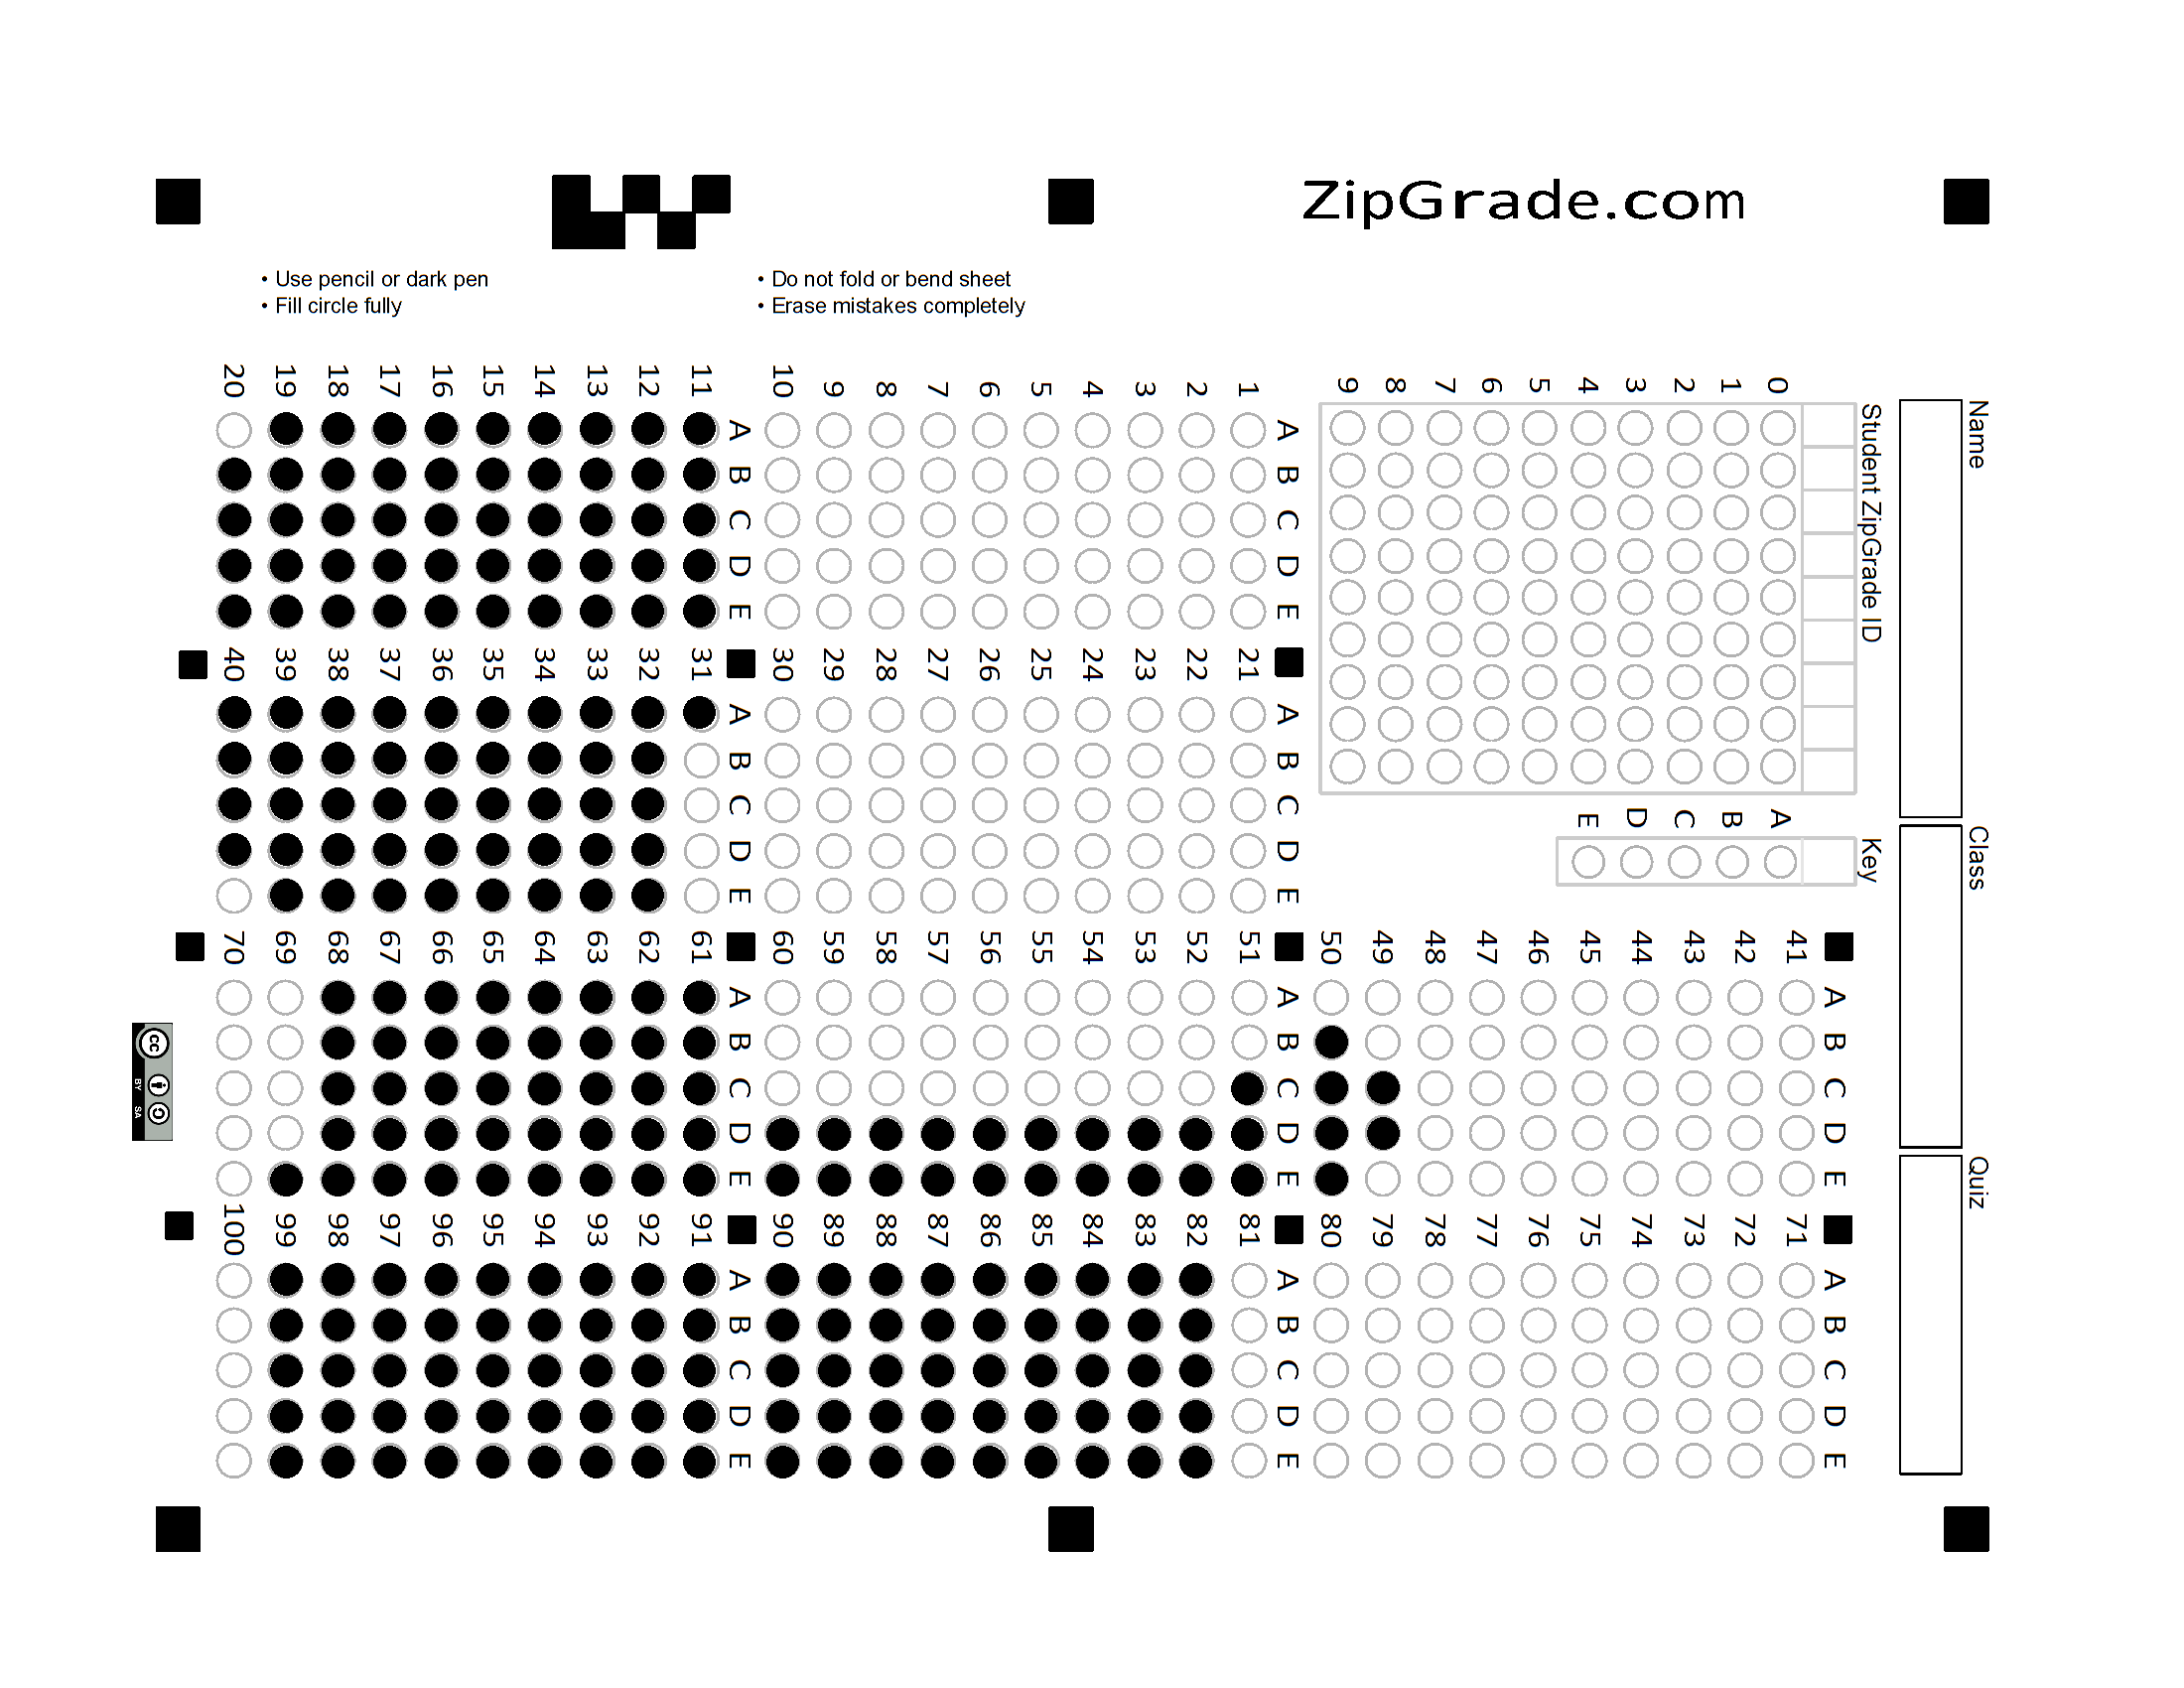 ZipGrade.com
• Use pencil or dark pen
• Fill circle fully
• Do not fold or bend sheet
• Erase mistakes completely
Name
Class
Quiz
Student ZipGrade ID
0 1 2 3 4 5 6 7 8 9
Key
A B C D E
A B C D E
1 2 3 4 5 6 7 8 9 10
A B C D E
11 12 13 14 15 16 17 18 19 20
A B C D E
21 22 23 24 25 26 27 28 29 30
A B C D E
31 32 33 34 35 36 37 38 39 40
A B C D E
41 42 43 44 45 46 47 48 49 50
A B C D E
51 52 53 54 55 56 57 58 59 60
A B C D E
61 62 63 64 65 66 67 68 69 70
A B C D E
71 72 73 74 75 76 77 78 79 80
A B C D E
81 82 83 84 85 86 87 88 89 90
A B C D E
91 92 93 94 95 96 97 98 99 100
cc BY SA